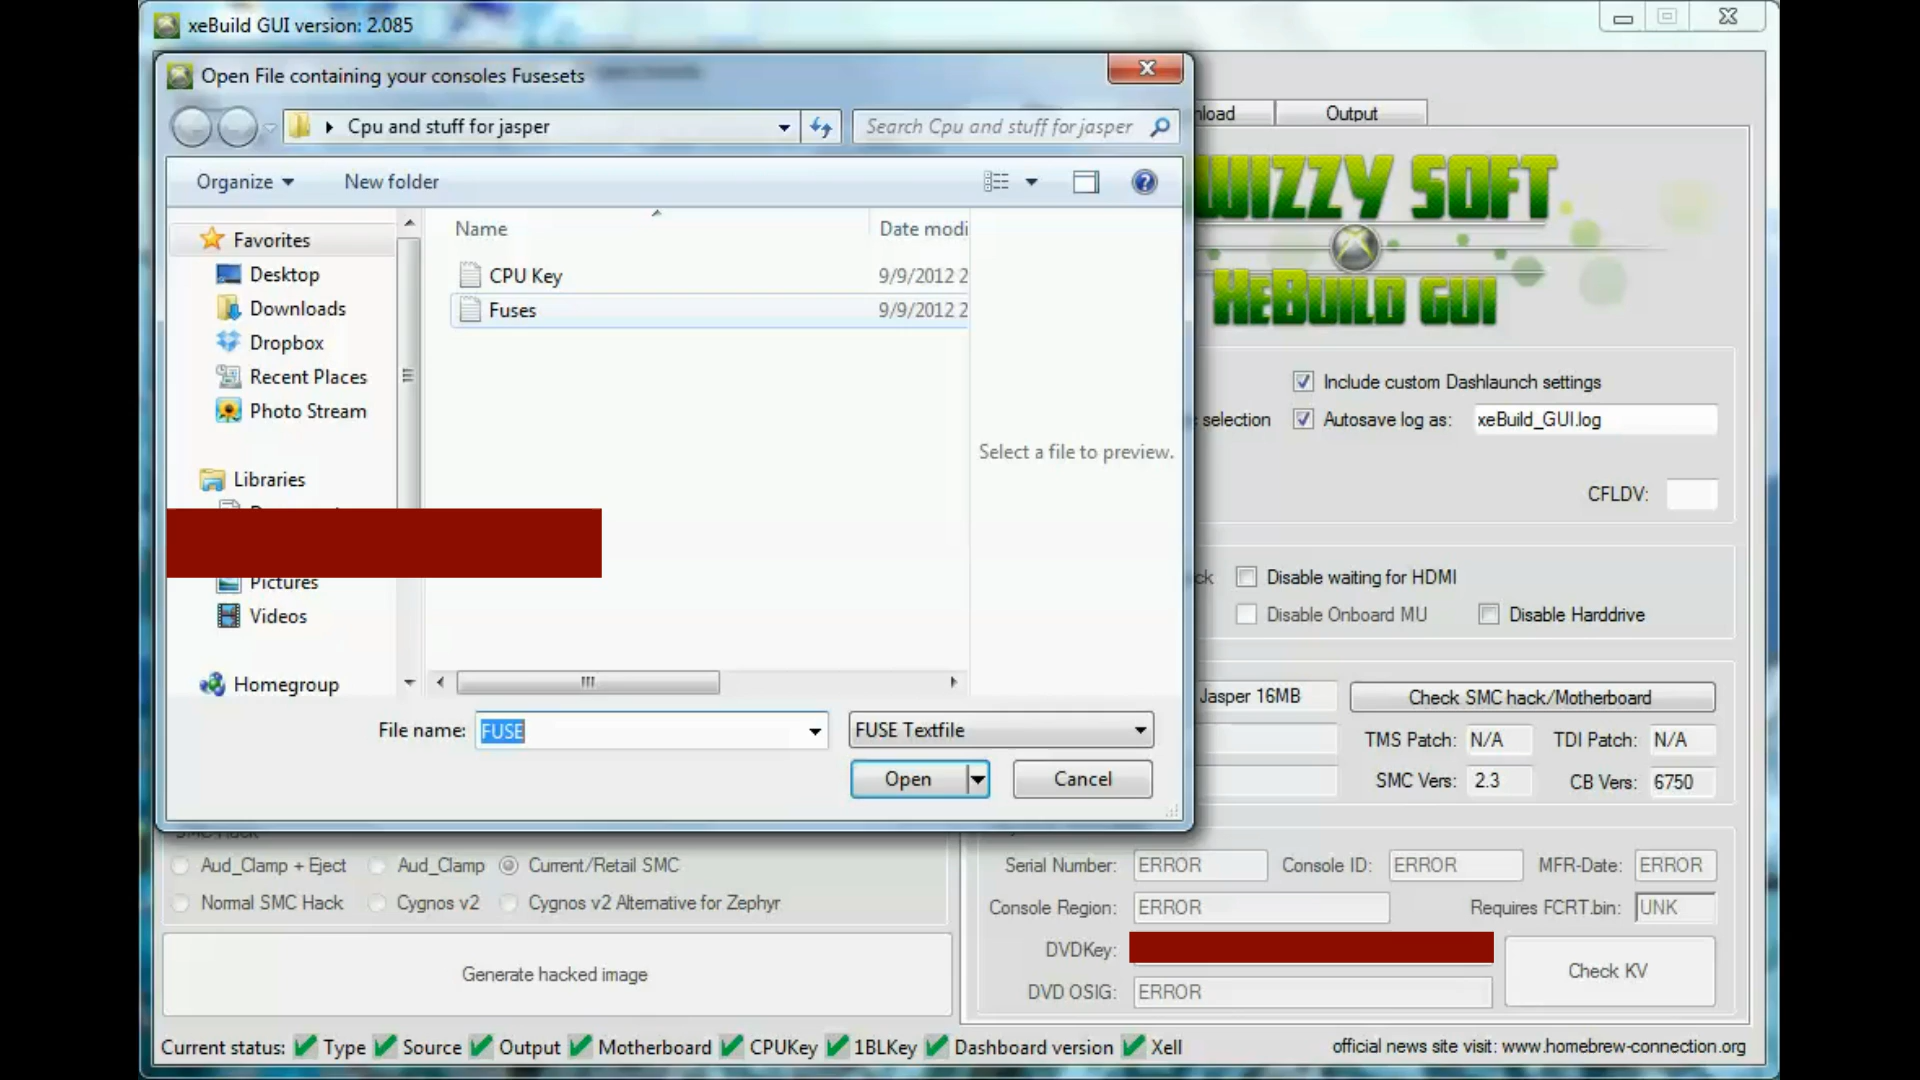 xeBuild GUI version: 2.085
Open File containing your consoles Fusesets
Cpu and stuff for jasper
Search Cpu and stuff for jasper
Output
Organize
New folder
WIZZY SOFT
XEBUILD GUI
Favorites
Desktop
Downloads
Dropbox
Recent Places
Photo Stream
Libraries
Pictures
Videos
Homegroup
Name
Date modi
CPU Key
9/9/2012 2
Fuses
9/9/2012 2
Select a file to preview.
File name:
FUSE
FUSE Textfile
Open
Cancel
Include custom Dashlaunch settings
selection
Autosave log as:
xeBuild_GUI.log
CFLDV:
Disable waiting for HDMI
Disable Onboard MU
Disable Harddrive
Jasper 16MB
Check SMC hack/Motherboard
TMS Patch: N/A
TDI Patch: N/A
SMC Vers: 2.3
CB Vers: 6750
Aud_Clamp + Eject
Aud_Clamp
Current/Retail SMC
Normal SMC Hack
Cygnos v2
Cygnos v2 Alternative for Zephyr
Generate hacked image
Serial Number: ERROR
Console ID: ERROR
MFR-Date: ERROR
Console Region: ERROR
Requires FCRT.bin: UNK
DVDKey:
Check KV
DVD OSIG: ERROR
Current status: Type Source Output Motherboard CPUKey 1BLKey Dashboard version Xell
official news site visit: www.homebrew-connection.org